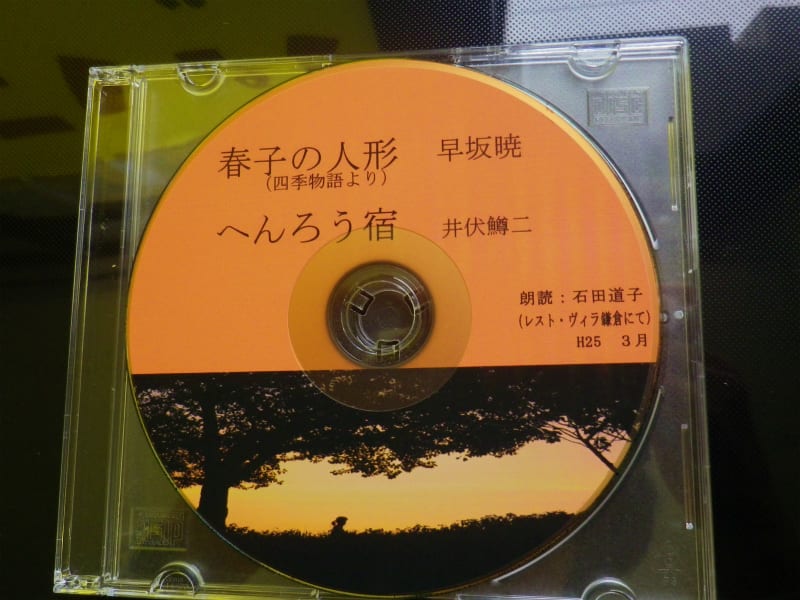 春子の人形 早坂暁
(四季物語より)
へんろう宿 井伏鱒二
朗読：石田道子
(レスト・ヴィラ鎌倉にて)
H25 3月